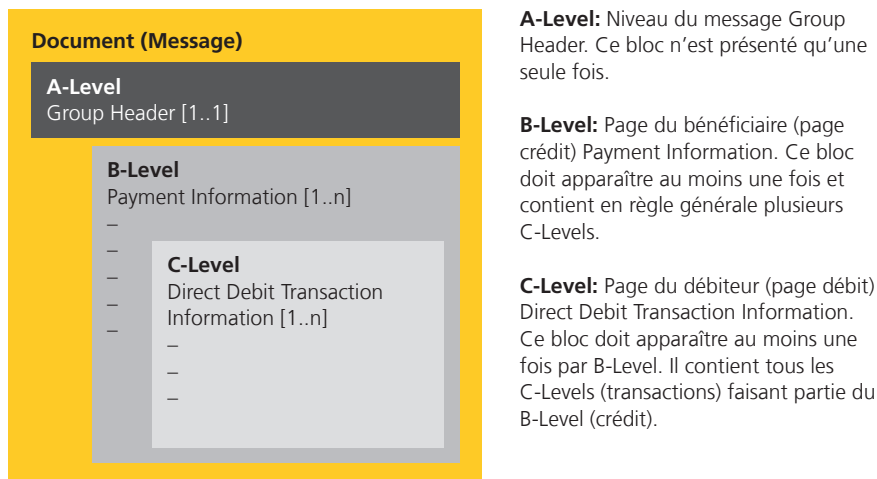 Document (Message)
A-Level
Group Header [1..1]
B-Level
Payment Information [1..n]
–
–
–
–
–
C-Level
Direct Debit Transaction
Information [1..n]
–
–
–
A-Level: Niveau du message Group
Header. Ce bloc n’est présenté qu’une
seule fois.
B-Level: Page du bénéficiaire (page
crédit) Payment Information. Ce bloc
doit apparaître au moins une fois et
contient en règle générale plusieurs
C-Levels.
C-Level: Page du débiteur (page débit)
Direct Debit Transaction Information.
Ce bloc doit apparaître au moins une
fois par B-Level. Il contient tous les
C-Levels (transactions) faisant partie du
B-Level (crédit).